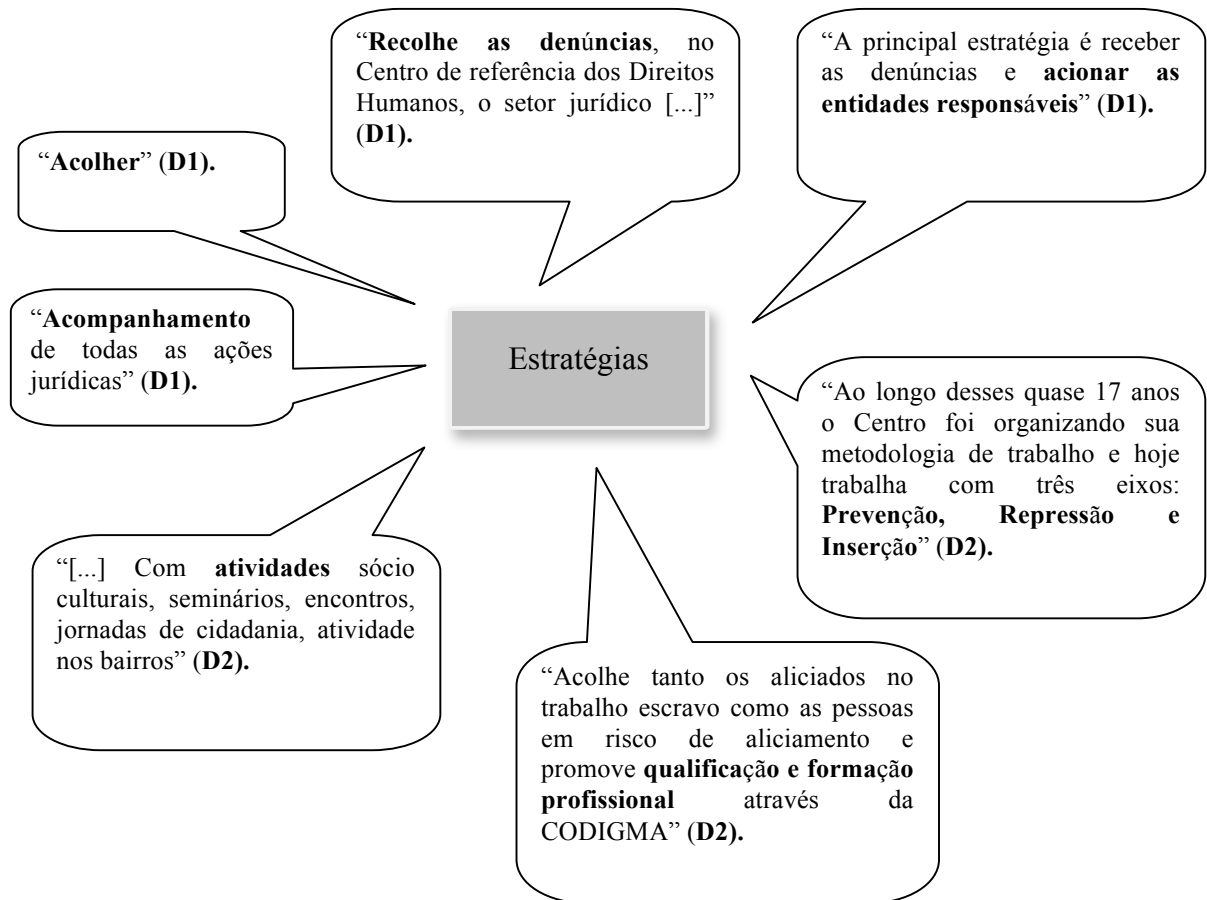 “Recolhe as denúncias, no
Centro de referência dos Direitos
Humanos, o setor jurídico [...]”
(D1).
“A principal estratégia é receber
as denúncias e acionar as
entidades responsáveis” (D1).
“Acolher” (D1).
“Acompanhamento
de todas as ações
jurídicas” (D1).
Estratégias
“Ao longo desses quase 17 anos
o Centro foi organizando sua
metodologia de trabalho e hoje
trabalha com três eixos:
Prevenção, Repressão e
Inserção” (D2).
“[...] Com atividades sócio
culturais, seminários, encontros,
jornadas de cidadania, atividade
nos bairros” (D2).
“Acolhe tanto os aliciados no
trabalho escravo como as pessoas
em risco de aliciamento e
promove qualificação e formação
profissional através da
CODIGMA” (D2).